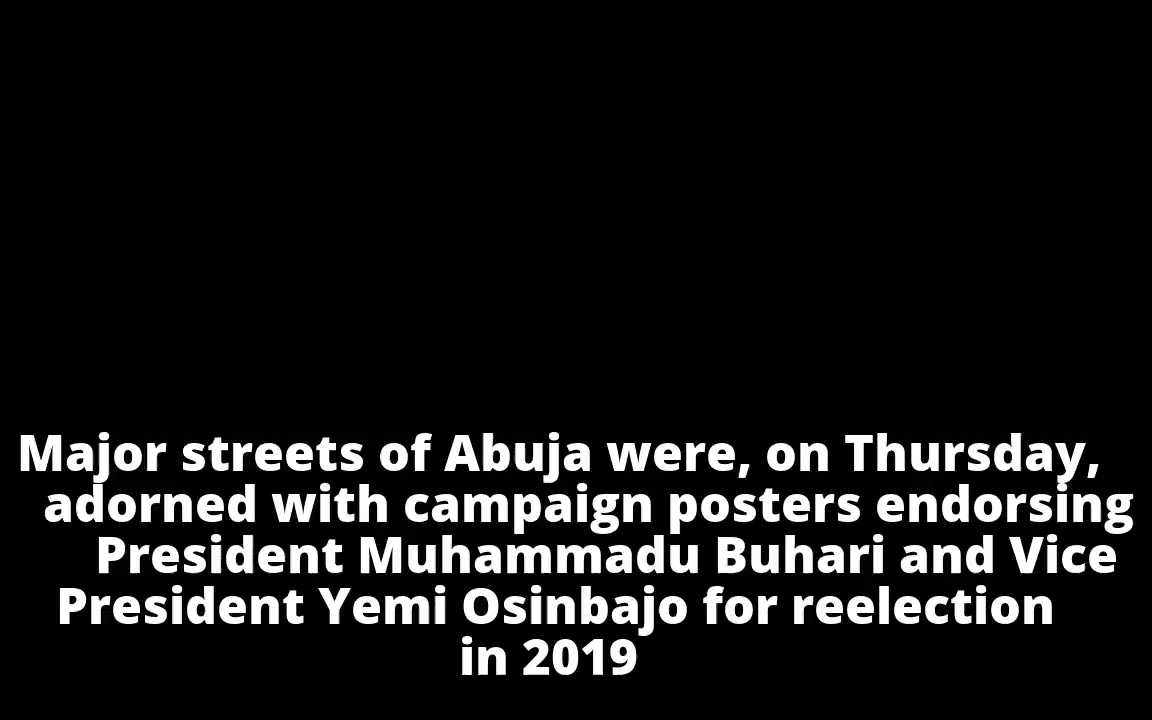 Major streets of Abuja were, on Thursday,
adorned with campaign posters endorsing
President Muhammadu Buhari and Vice
President Yemi Osinbajo for reelection
in 2019